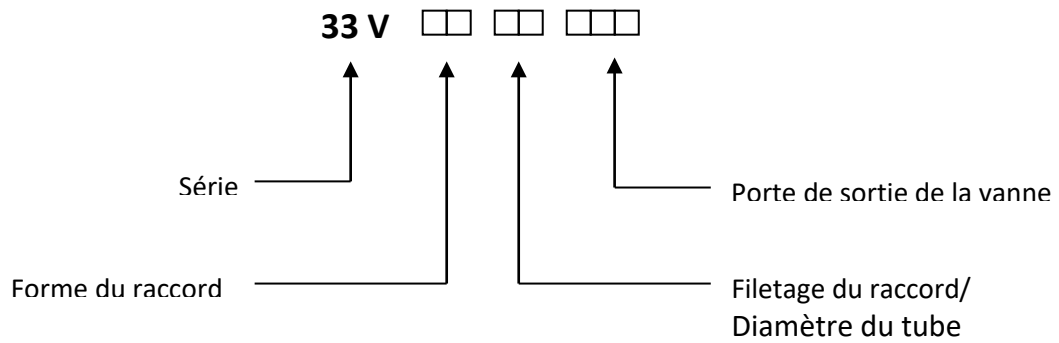 33 V □□ □□ □□□
Série
Porte de sortie de la vanne
Forme du raccord
Filetage du raccord/
Diamètre du tube